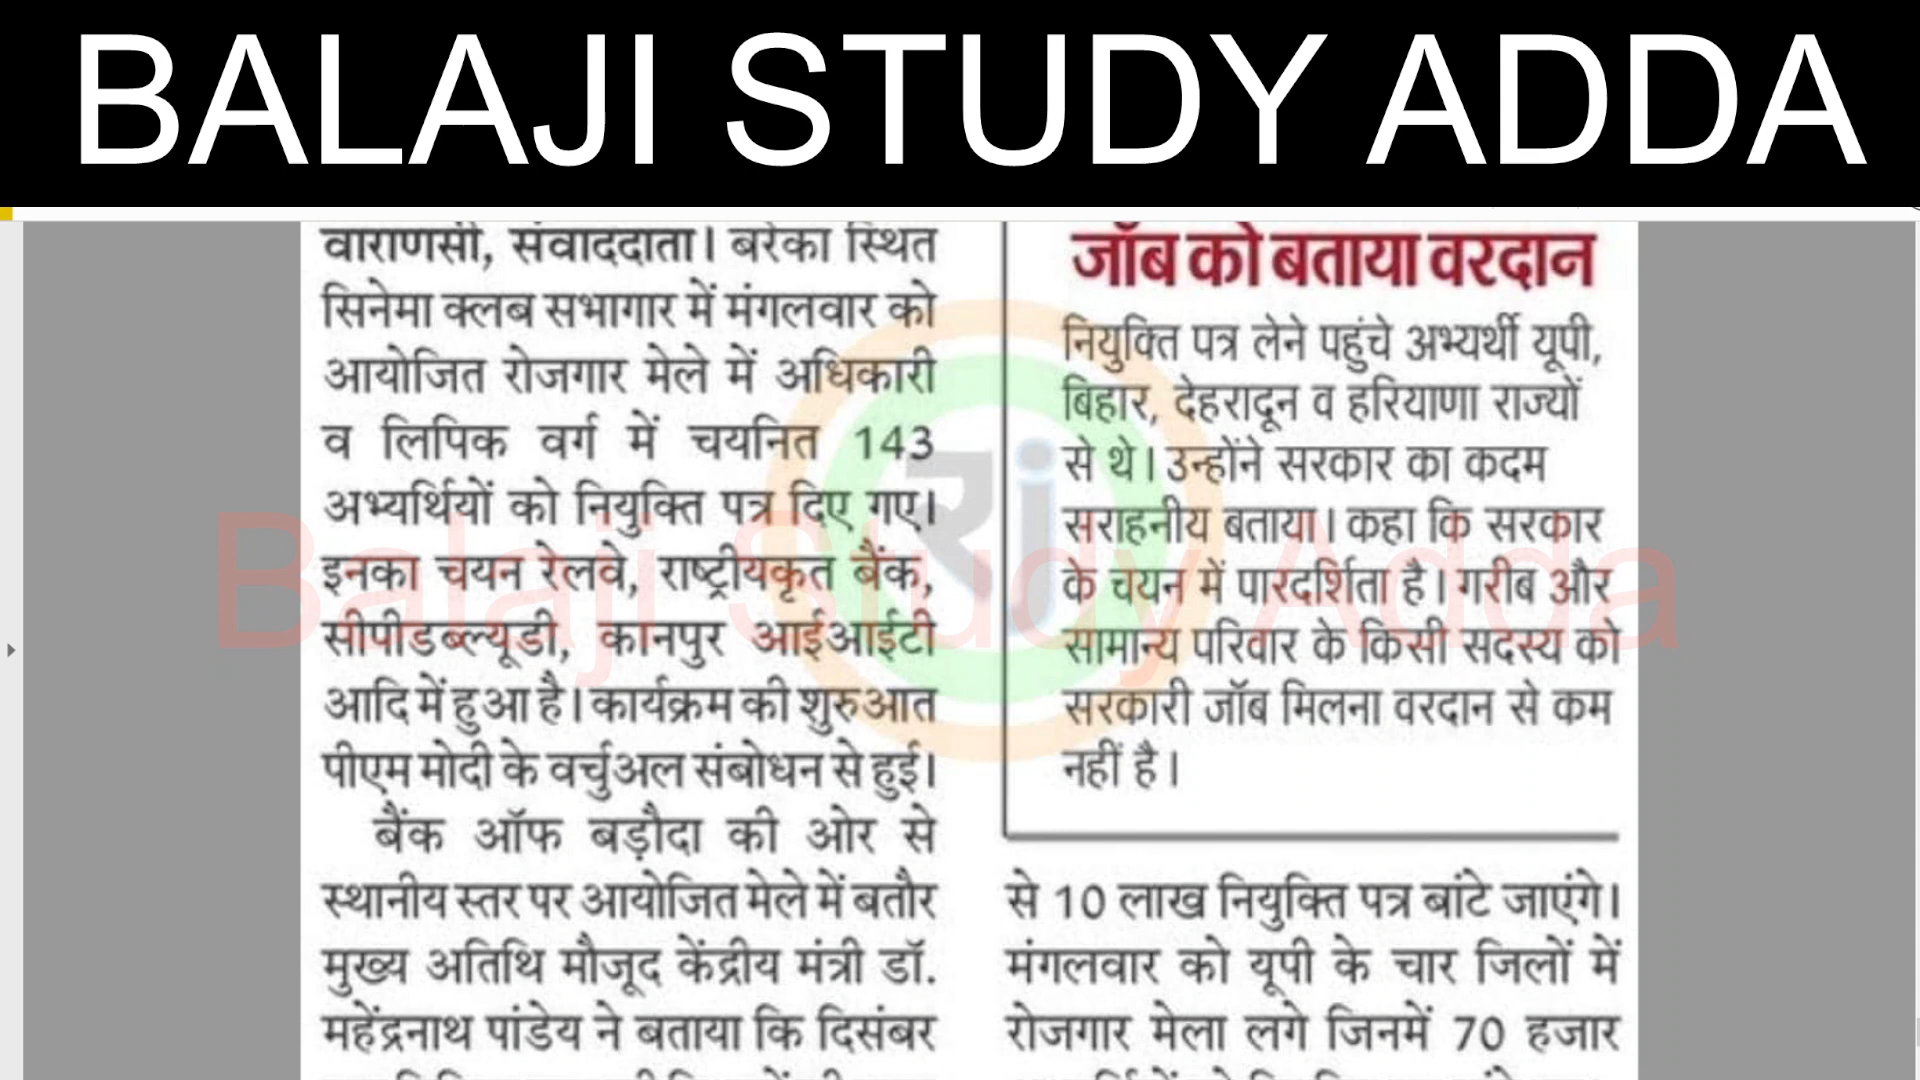 BALAJI STUDY ADDA
वाराणसी, संवाददाता। बरेका स्थित
सिनेमा क्लब सभागार में मंगलवार को
आयोजित रोजगार मेले में अधिकारी
व लिपिक वर्ग में चयनित 143
अभ्यर्थियों को नियुक्ति पत्र दिए गए।
इनका चयन रेलवे, राष्ट्रीयकृत बैंक,
सीपीडब्ल्यूडी, कानपुर आईआईटी
आदि में हुआ है। कार्यक्रम की शुरुआत
पीएम मोदी के वर्चुअल संबोधन से हुई।
बैंक ऑफ बड़ौदा की ओर से
स्थानीय स्तर पर आयोजित मेले में बतौर
मुख्य अतिथि मौजूद केंद्रीय मंत्री डॉ.
महेंद्रनाथ पांडेय ने बताया कि दिसंबर
जॉब को बताया वरदान
नियुक्ति पत्र लेने पहुंचे अभ्यर्थी यूपी,
बिहार, देहरादून व हरियाणा राज्यों
से थे। उन्होंने सरकार का कदम
सराहनीय बताया। कहा कि सरकार
के चयन में पारदर्शिता है। गरीब और
सामान्य परिवार के किसी सदस्य को
सरकारी जॉब मिलना वरदान से कम
नहीं है।
से 10 लाख नियुक्ति पत्र बांटे जाएंगे।
मंगलवार को यूपी के चार जिलों में
रोजगार मेला लगे जिनमें 70 हजार
Balaji Study Adda